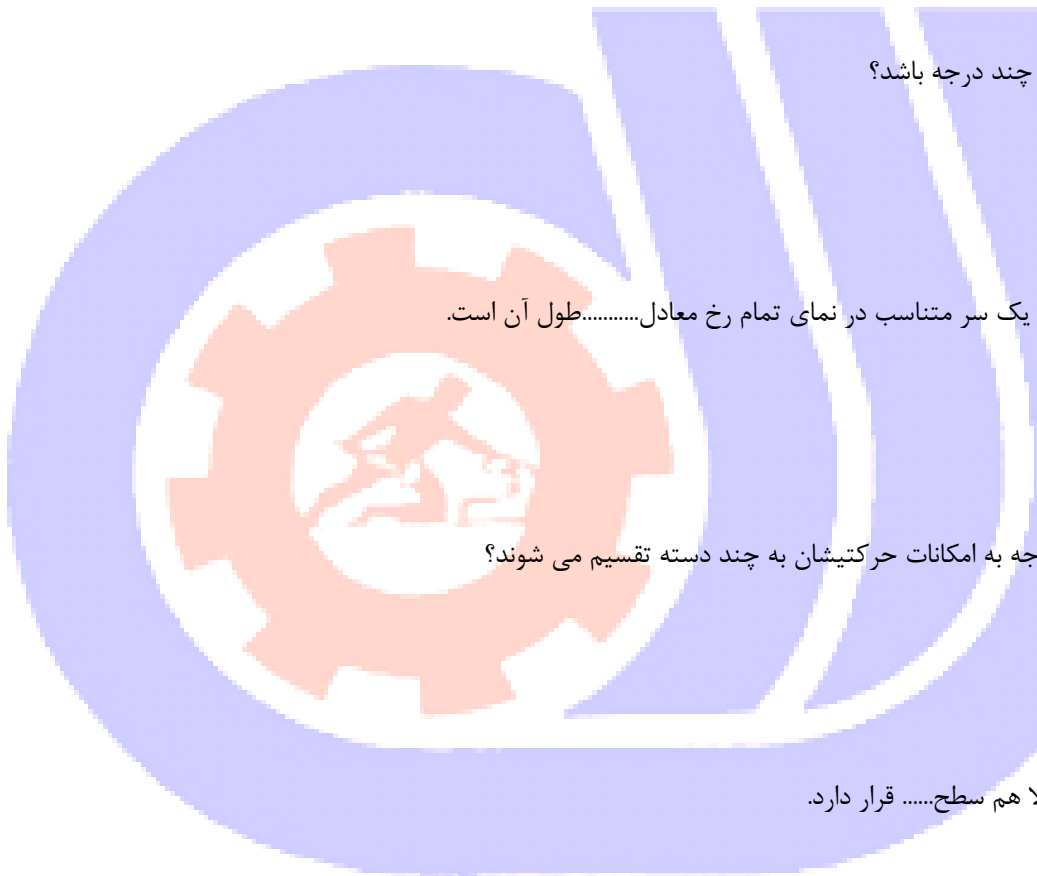 چند درجه باشد؟
یک سر متناسب در نمای تمام رخ معادل..........طول آن است.
جه به امکانات حرکتیشان به چند دسته تقسیم می شوند؟
لا هم سطح...... قرار دارد.